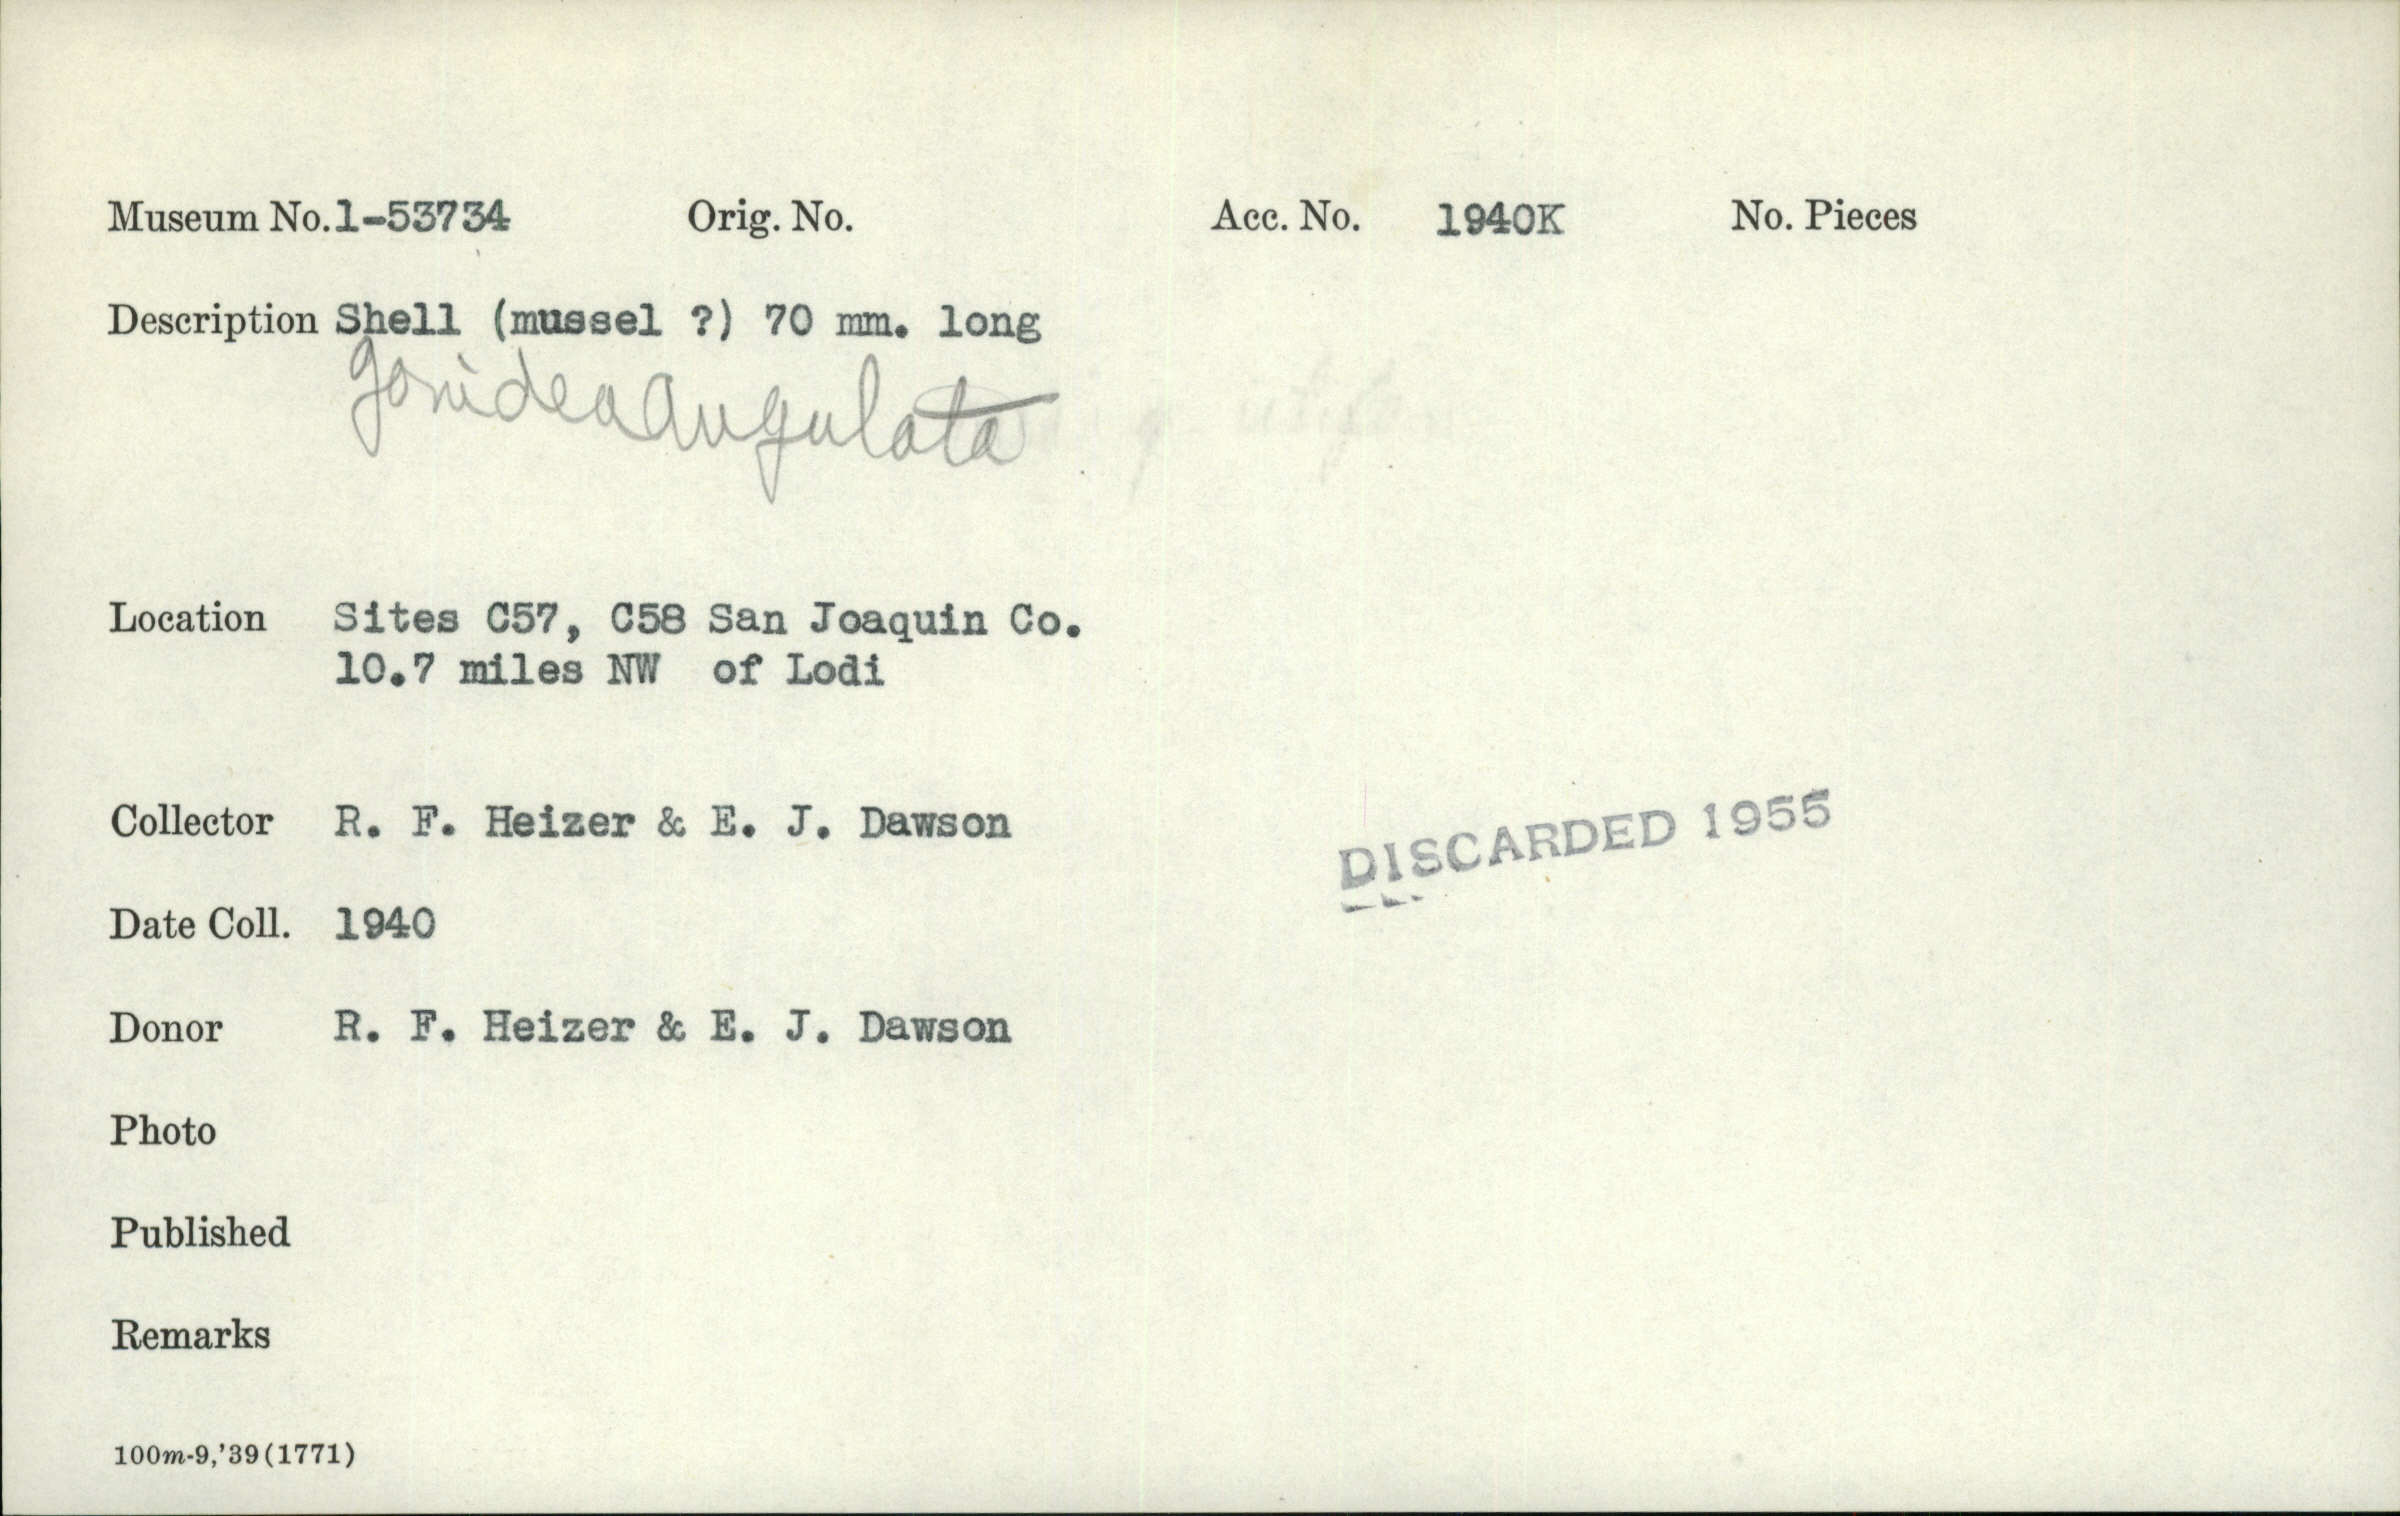 Museum No. 1-53734 Orig. No. Acc. No. 1940K No. Pieces
Description Shell (mussel ?) 70 mm. long
Gonidea angulata
Location Sites C57, C58 San Joaquin Co.
10.7 miles NW of Lodi
Collector R. F. Heizer & E. J. Dawson
DISCARDED 1955
Date Coll. 1940
Donor R. F. Heizer & E. J. Dawson
Photo
Published
Remarks
100m-9,'39(1771)